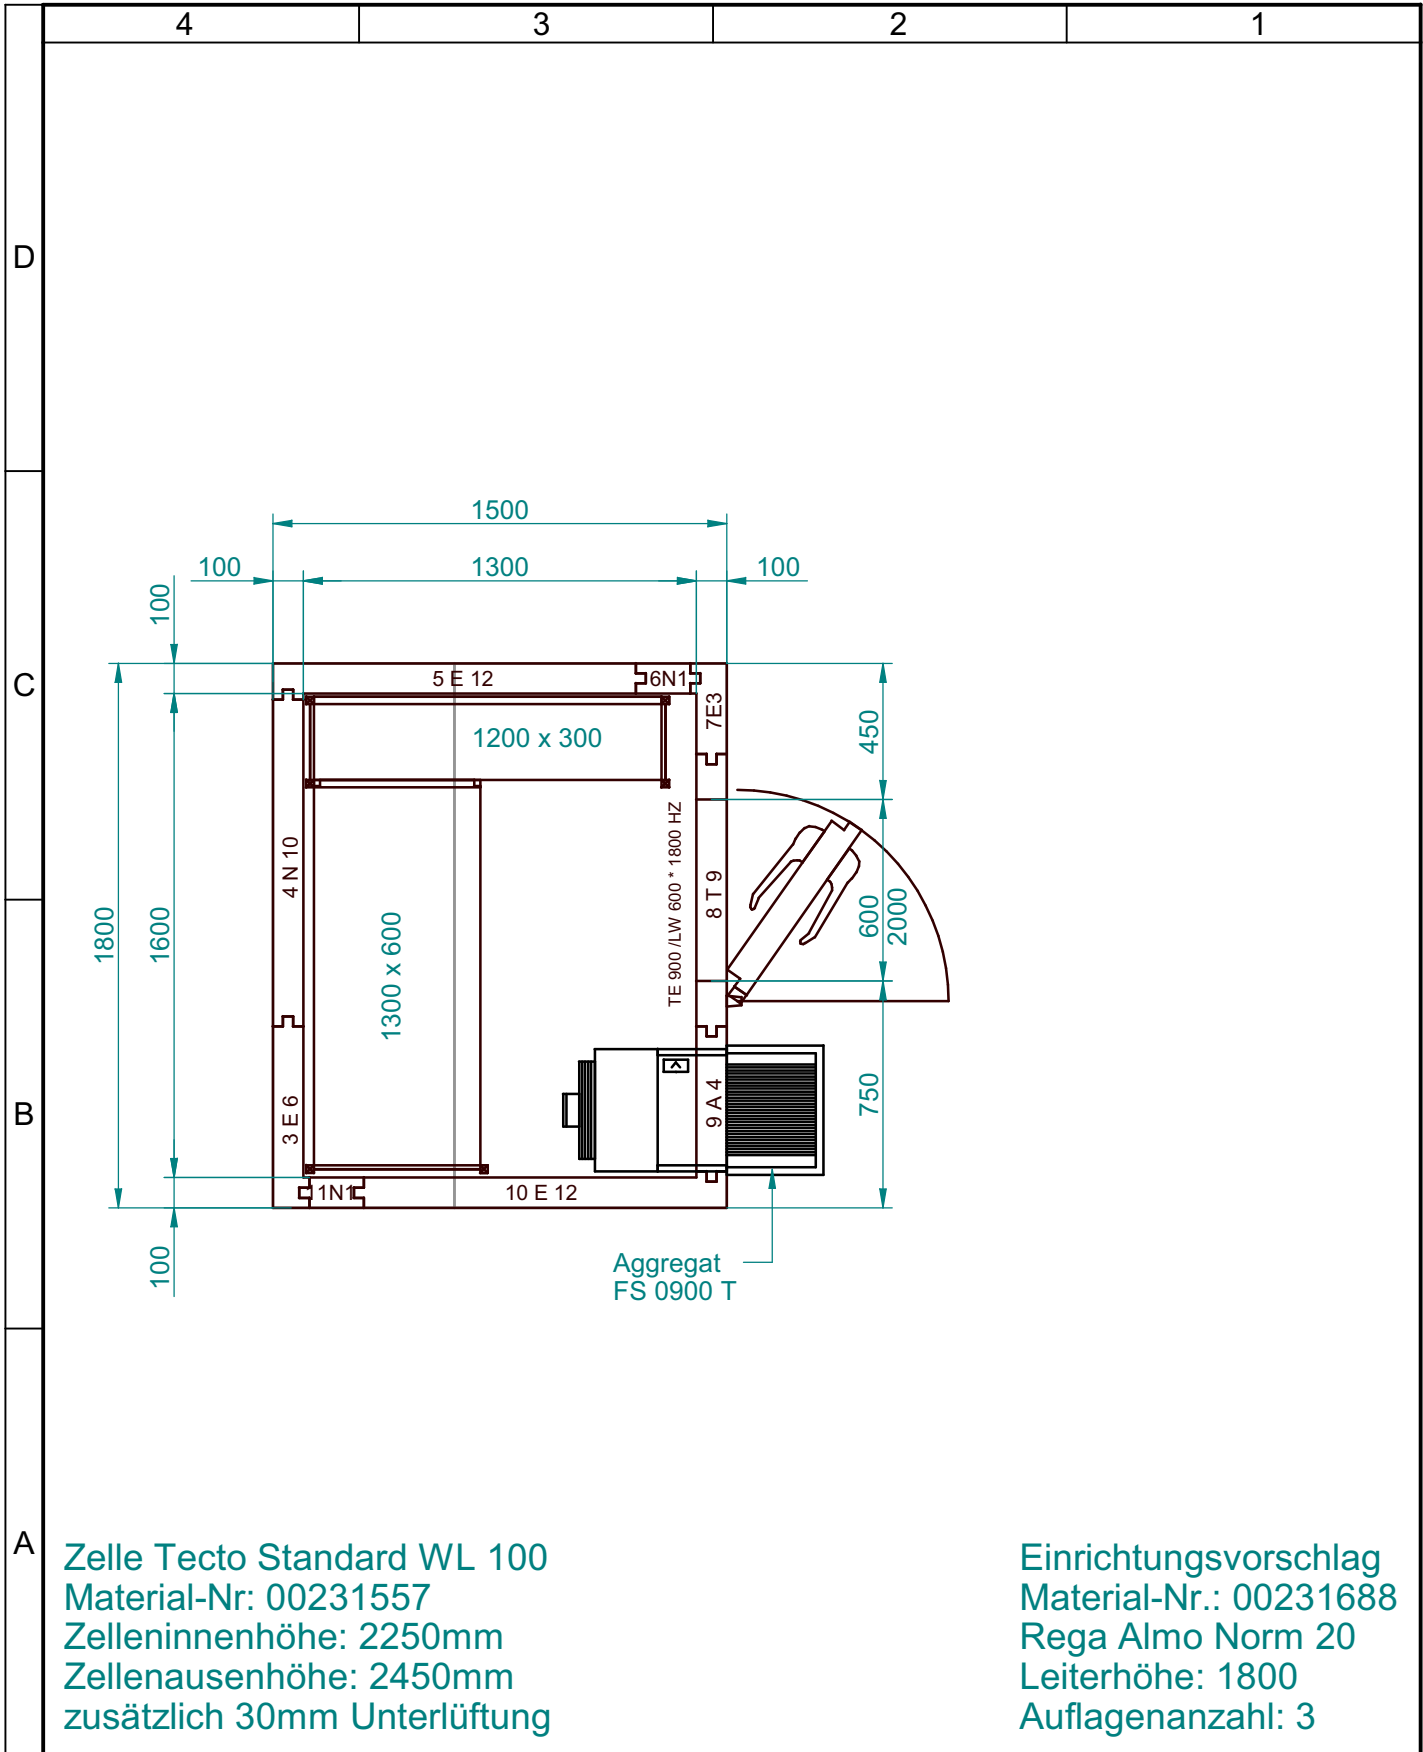 4 3 2 1
D
C
B
A
1500
100 1300 100
100
1800
1600
100
450
600
2000
750
5 E 12
6N1
7E3
1200 x 300
4 N 10
1300 x 600
TE 900 /LW 600 * 1800 HZ
8 T 9
3 E 6
9 A 4
1N1
10 E 12
Aggregat
FS 0900 T
Zelle Tecto Standard WL 100
Material-Nr: 00231557
Zelleninnenhöhe: 2250mm
Zellenausenhöhe: 2450mm
zusätzlich 30mm Unterlüftung
Einrichtungsvorschlag
Material-Nr.: 00231688
Rega Almo Norm 20
Leiterhöhe: 1800
Auflagenanzahl: 3